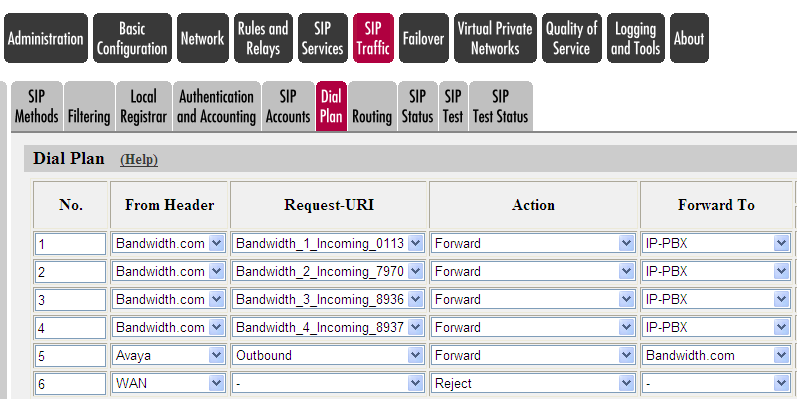 Administration Basic Configuration Network Rules and Relays SIP Services SIP Traffic Failover Virtual Private Networks Quality of Service Logging and Tools About
SIP Methods Filtering Local Registrar Authentication and Accounting SIP Accounts Dial Plan Routing SIP Status SIP Test SIP Test Status
Dial Plan (Help)
No. From Header Request-URI Action Forward To
1 Bandwidth.com Bandwidth_1_Incoming_0113 Forward IP-PBX
2 Bandwidth.com Bandwidth_2_Incoming_7970 Forward IP-PBX
3 Bandwidth.com Bandwidth_3_Incoming_8936 Forward IP-PBX
4 Bandwidth.com Bandwidth_4_Incoming_8937 Forward IP-PBX
5 Avaya Outbound Forward Bandwidth.com
6 WAN - Reject -